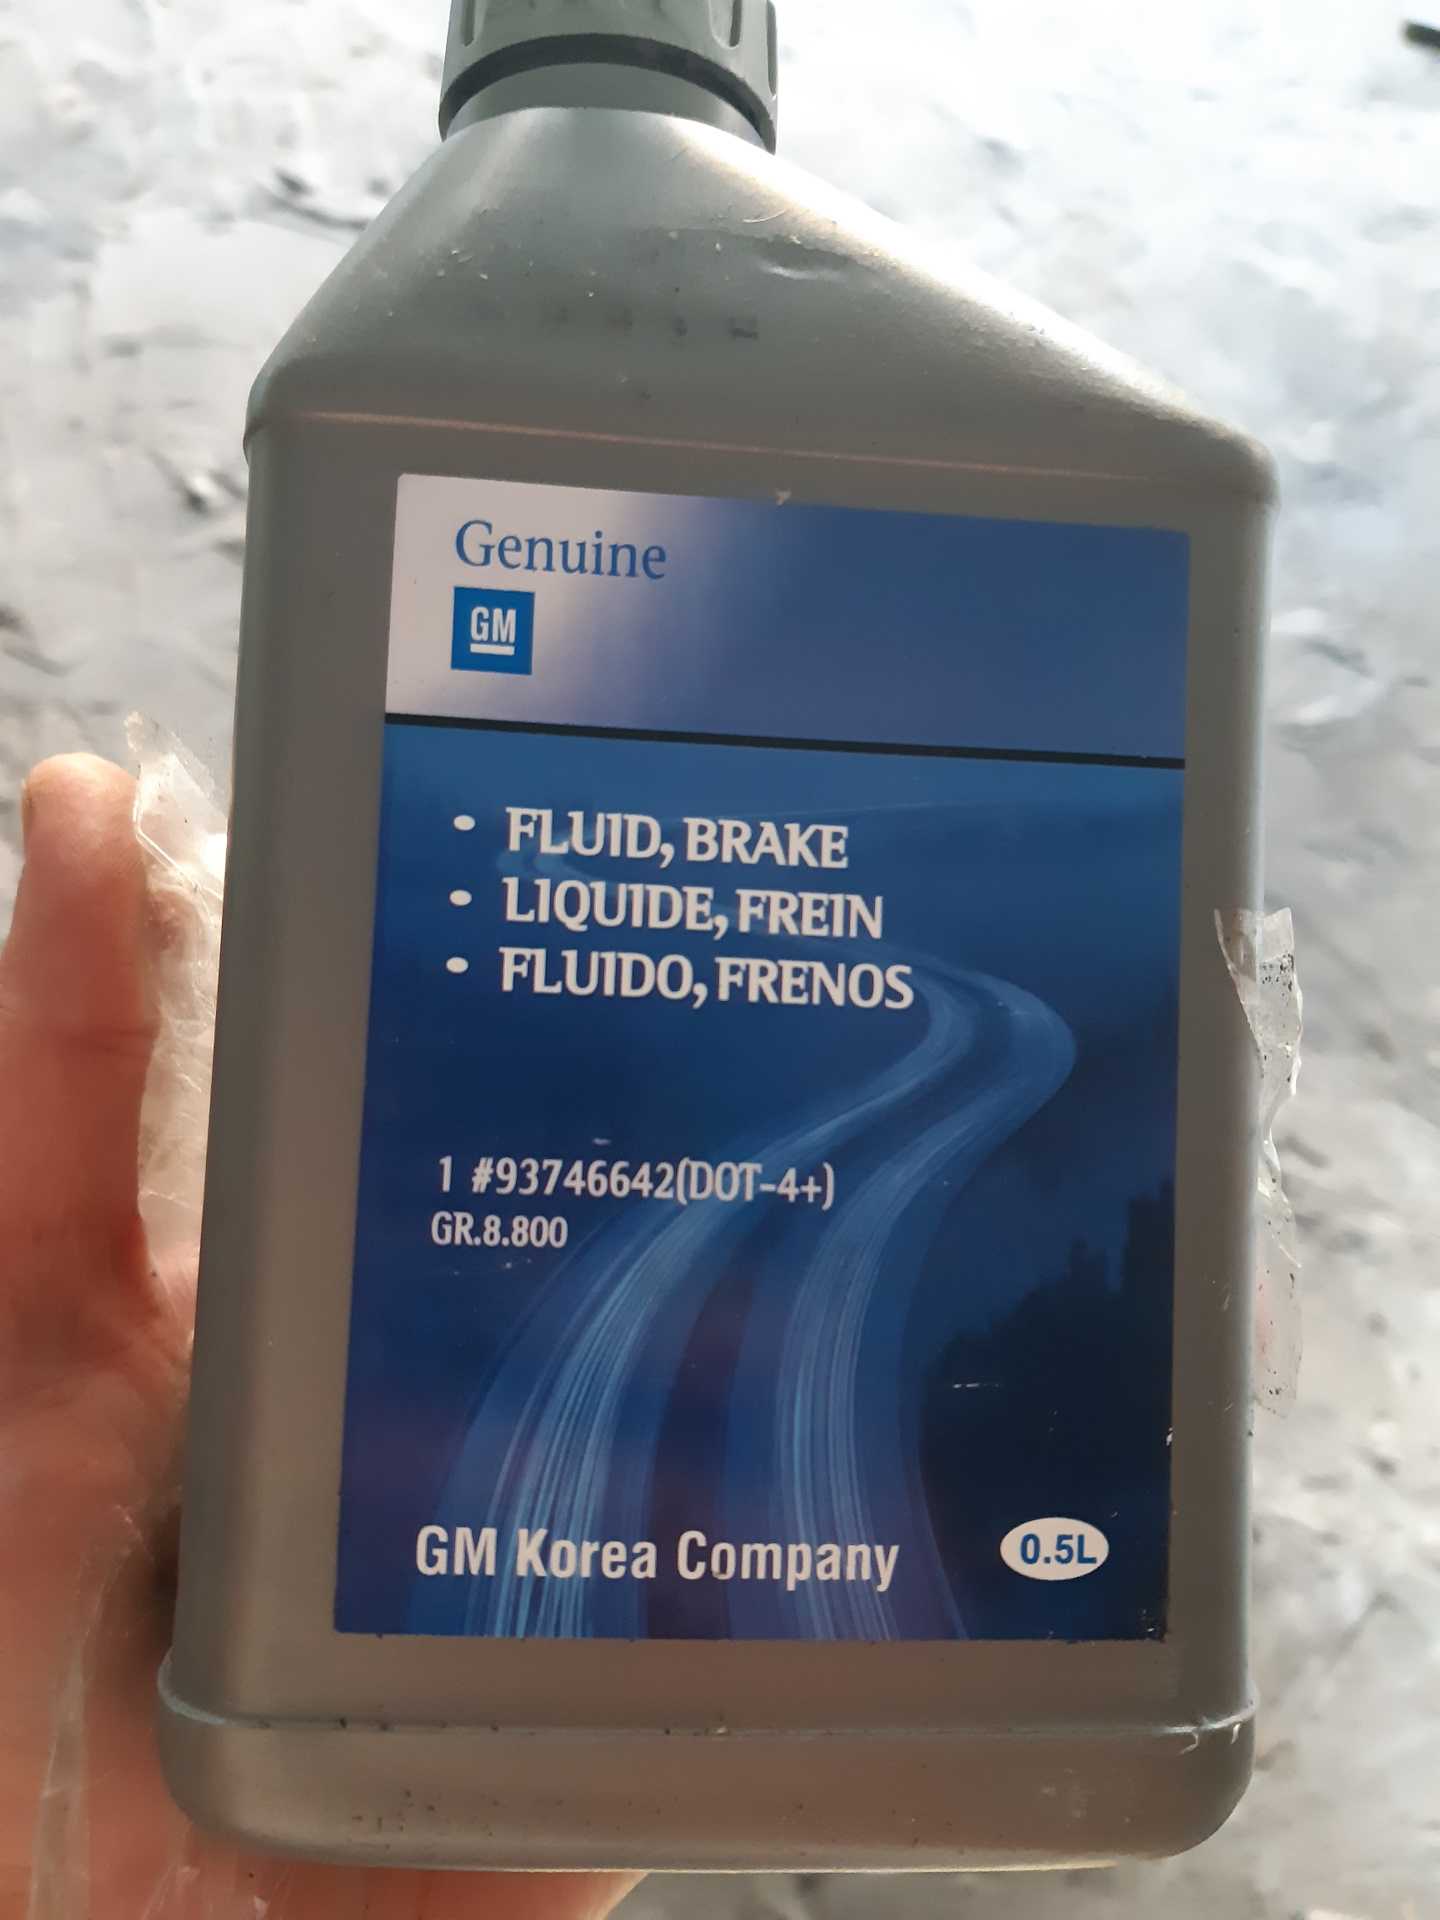 Genuine
GM
• FLUID, BRAKE
• LIQUIDE, FREIN
• FLUIDO, FRENOS
1 #93746642(DOT-4+)
GR.8.800
GM Korea Company
0.5L